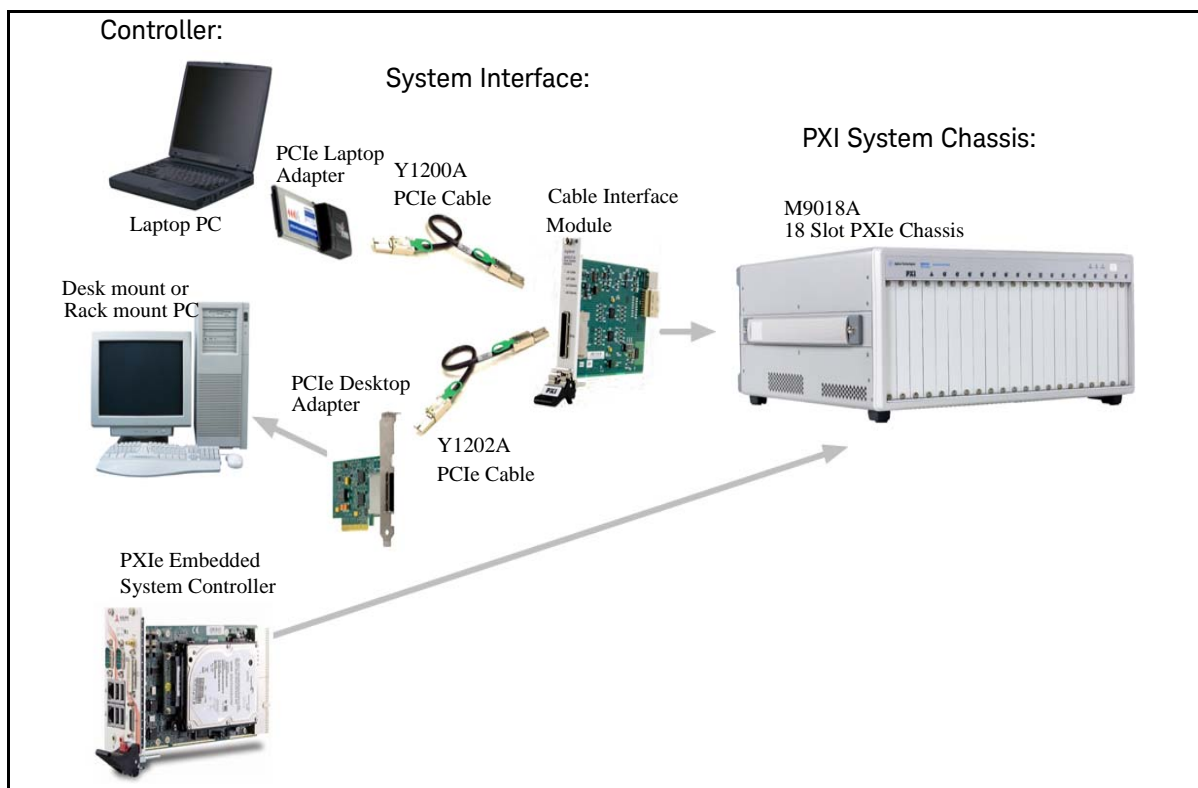 Controller:
System Interface:
PXI System Chassis:
PCIe Laptop
Adapter
Y1200A
PCIe Cable
Cable Interface
Module
M9018A
18 Slot PXIe Chassis
Laptop PC
Desk mount or
Rack mount PC
PCIe Desktop
Adapter
Y1202A
PCIe Cable
PXIe Embedded
System Controller
PXI
PXI